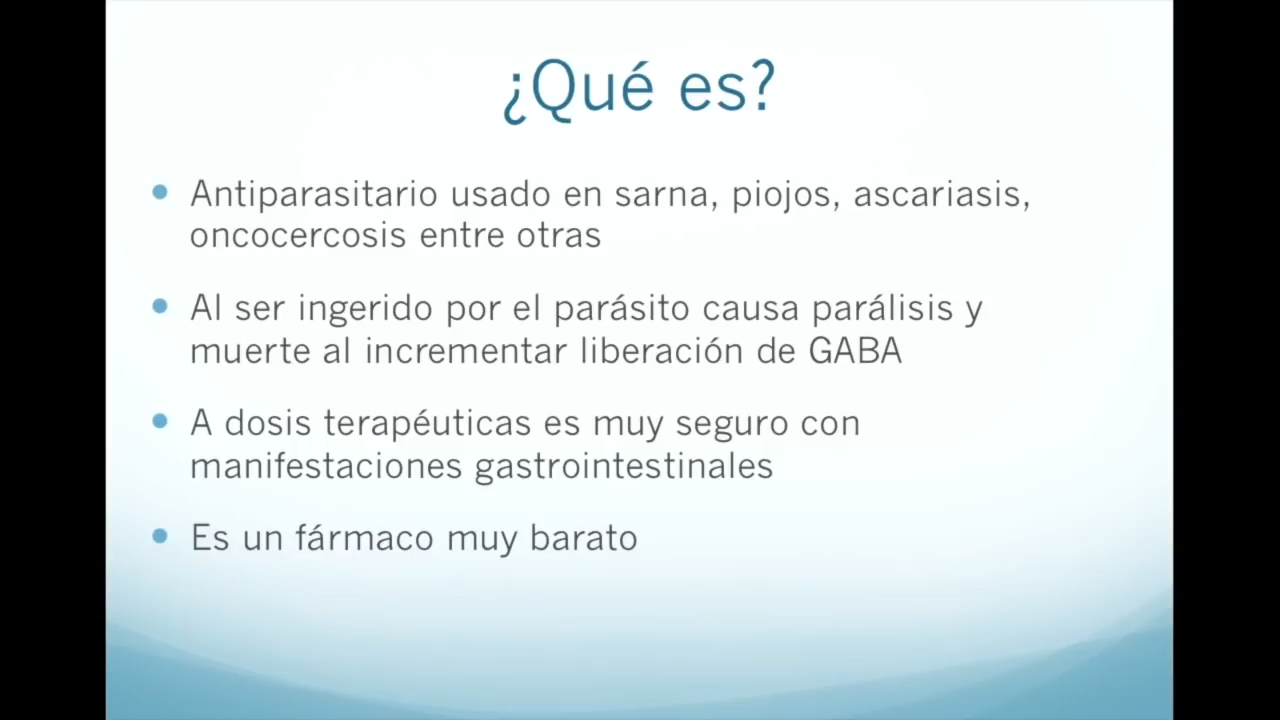 ¿Qué es?
Antiparasitario usado en sarna, piojos, ascariasis,
oncocercosis entre otras
Al ser ingerido por el parásito causa parálisis y
muerte al incrementar liberación de GABA
A dosis terapéuticas es muy seguro con
manifestaciones gastrointestinales
Es un fármaco muy barato